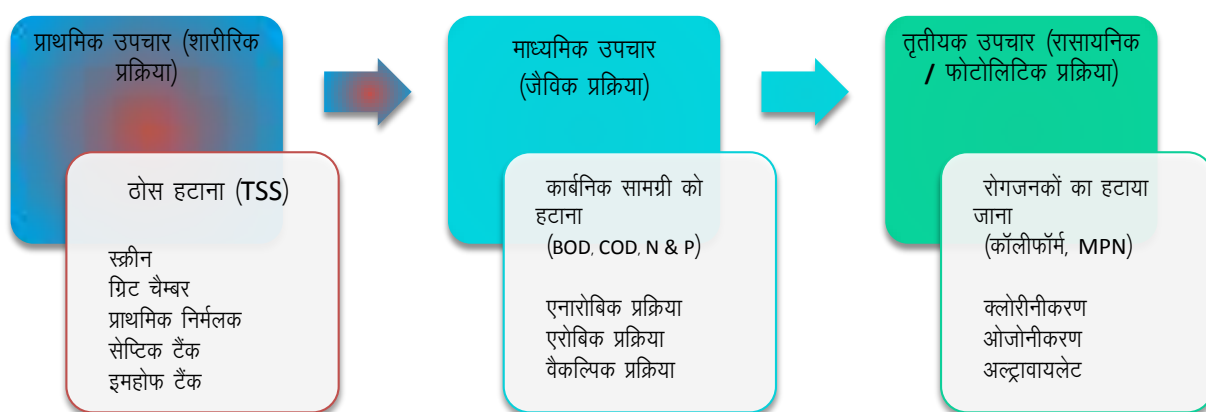 प्राथमिक उपचार (शारीरिक
प्रक्रिया)
ठोस हटाना (TSS)
स्क्रीन
ग्रिट चैम्बर
प्राथमिक निर्मलक
सेप्टिक टैंक
इमहोफ टैंक
माध्यमिक उपचार
(जैविक प्रक्रिया)
कार्बनिक सामग्री को
हटाना
(BOD, COD, N & P)
एनारोबिक प्रक्रिया
एरोबिक प्रक्रिया
वैकल्पिक प्रक्रिया
तृतीयक उपचार (रासायनिक
/ फोटोलिटिक प्रक्रिया)
रोगजनकों का हटाया
जाना
(कॉलीफॉर्म, MPN)
क्लोरीनीकरण
ओजोनीकरण
अल्ट्रावायलेट